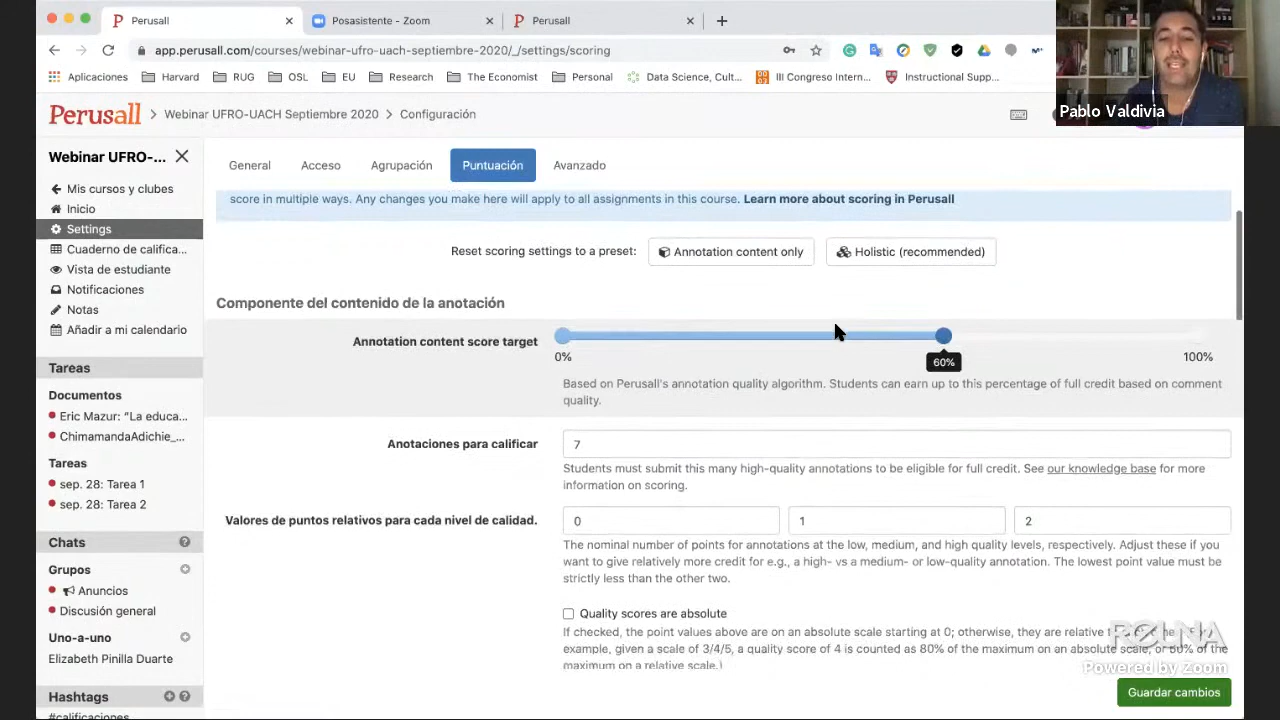 Perusall
Posasistente - Zoom
Perusall
app.perusall.com/courses/webinar-ufro-uach-septiembre-2020/_/settings/scoring
Aplicaciones
Harvard
RUG
OSL
EU
Research
The Economist
Personal
Data Science, Cult...
III Congreso Intern...
Instructional Supp...
Pablo Valdivia
Perusall
Webinar UFRO-UACH Septiembre 2020
Configuración
Webinar UFRO-...
Mis cursos y clubes
Inicio
Settings
Cuaderno de califica...
Vista de estudiante
Notificaciones
Notas
Añadir a mi calendario
Tareas
Documentos
Eric Mazur: “La educa...
ChimamandaAdichie_...
Tareas
sep. 28: Tarea 1
sep. 28: Tarea 2
Chats
Grupos
Anuncios
Discusión general
Uno-a-uno
Elizabeth Pinilla Duarte
Hashtags
#calificaciones
General
Acceso
Agrupación
Puntuación
Avanzado
score in multiple ways. Any changes you make here will apply to all assignments in this course. Learn more about scoring in Perusall
Reset scoring settings to a preset:
Annotation content only
Holistic (recommended)
Componente del contenido de la anotación
Annotation content score target
0%
100%
60%
Based on Perusall's annotation quality algorithm. Students can earn up to this percentage of full credit based on comment
quality.
Anotaciones para calificar
7
Students must submit this many high-quality annotations to be eligible for full credit. See our knowledge base for more
information on scoring.
Valores de puntos relativos para cada nivel de calidad.
0
1
2
The nominal number of points for annotations at the low, medium, and high quality levels, respectively. Adjust these if you
want to give relatively more credit for e.g., a high- vs a medium- or low-quality annotation. The lowest point value must be
strictly less than the other two.
Quality scores are absolute
If checked, the point values above are on an absolute scale starting at 0; otherwise, they are relative
example, given a scale of 3/4/5, a quality score of 4 is counted as 80% of the maximum on an absolute scale, or 50% of the
maximum on a relative scale.)
Powered by Zoom
Guardar cambios